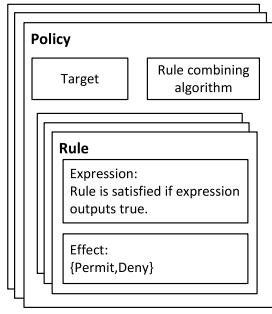 Policy
Target
Rule combining
algorithm
Rule
Expression:
Rule is satisfied if expression
outputs true.
Effect:
{Permit,Deny}